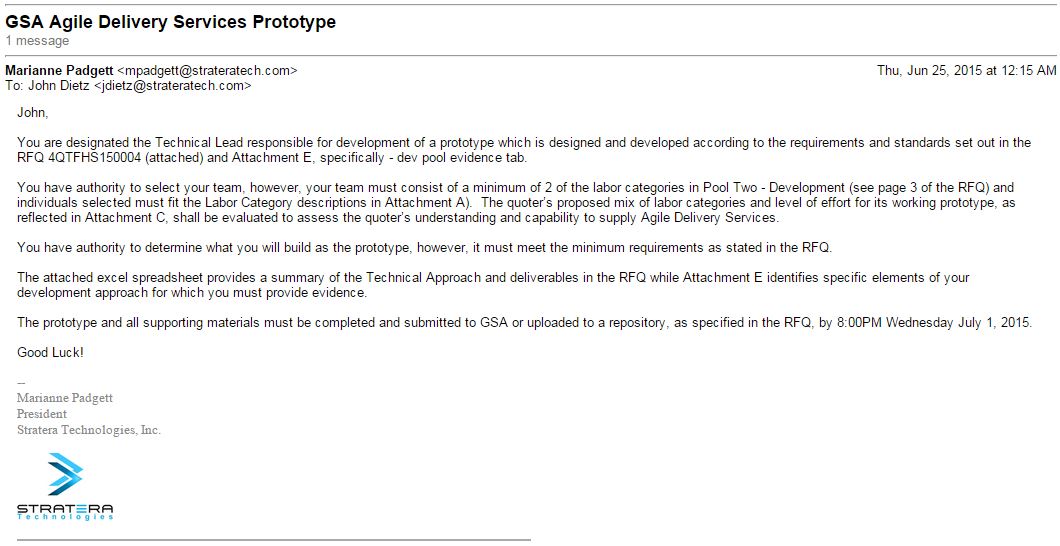 GSA Agile Delivery Services Prototype
1 message
Marianne Padgett <mpadgett@strateratech.com> Thu, Jun 25, 2015 at 12:15 AM
To: John Dietz <jdietz@strateratech.com>
John,
You are designated the Technical Lead responsible for development of a prototype which is designed and developed according to the requirements and standards set out in the
RFQ 4QTFHS150004 (attached) and Attachment E, specifically - dev pool evidence tab.
You have authority to select your team, however, your team must consist of a minimum of 2 of the labor categories in Pool Two - Development (see page 3 of the RFQ) and
individuals selected must fit the Labor Category descriptions in Attachment A). The quoter's proposed mix of labor categories and level of effort for its working prototype, as
reflected in Attachment C, shall be evaluated to assess the quoter's understanding and capability to supply Agile Delivery Services.
You have authority to determine what you will build as the prototype, however, it must meet the minimum requirements as stated in the RFQ.
The attached excel spreadsheet provides a summary of the Technical Approach and deliverables in the RFQ while Attachment E identifies specific elements of your
development approach for which you must provide evidence.
The prototype and all supporting materials must be completed and submitted to GSA or uploaded to a repository, as specified in the RFQ, by 8:00PM Wednesday July 1, 2015.
Good Luck!
--
Marianne Padgett
President
Stratera Technologies, Inc.
STRATERA
Technologies